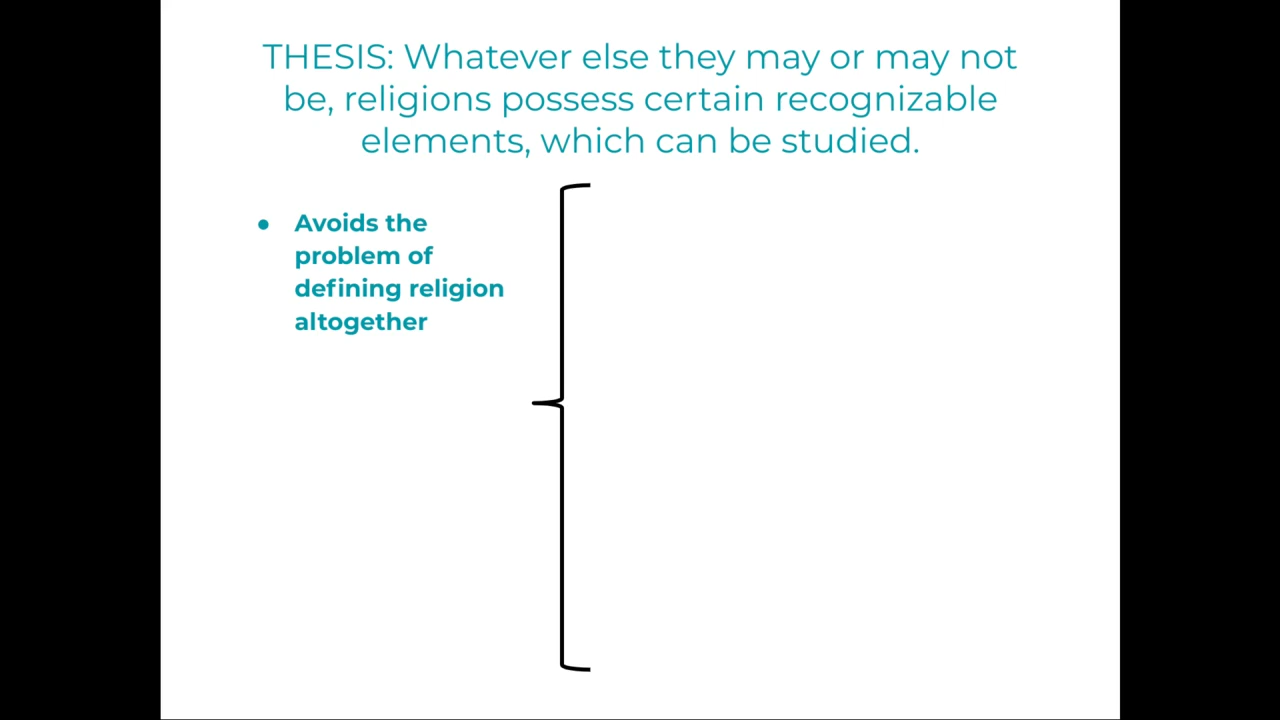 THESIS: Whatever else they may or may not
be, religions possess certain recognizable
elements, which can be studied.
● Avoids the
problem of
defining religion
altogether